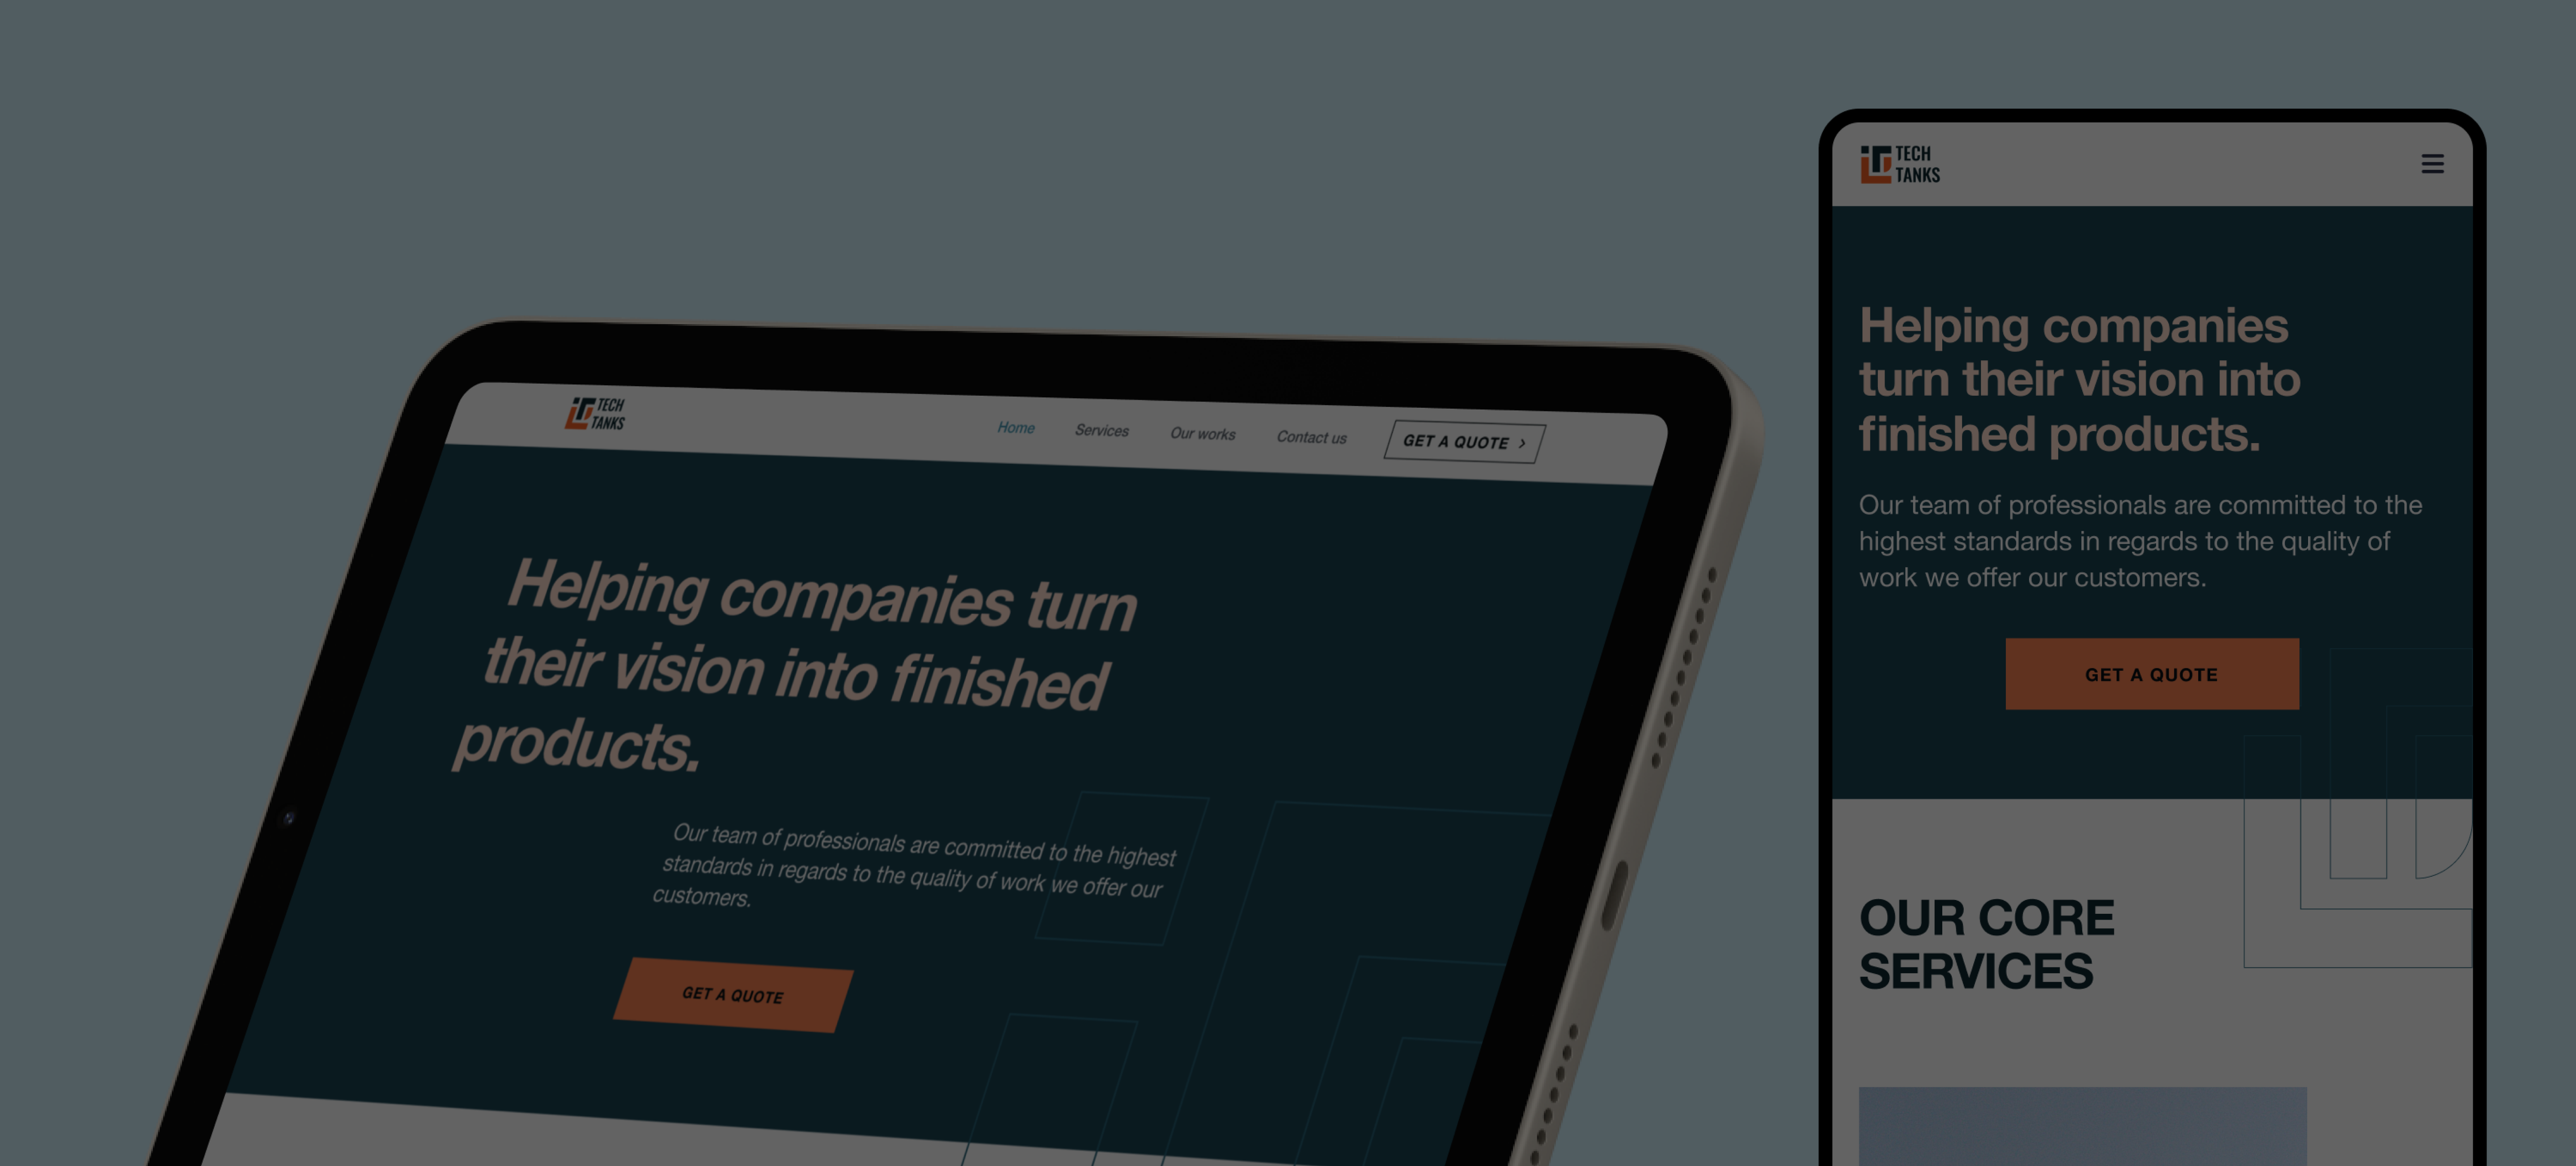 TECH
TANKS
Home
Services
Our works
Contact us
GET A QUOTE
Helping companies turn
their vision into finished
products.
Our team of professionals are committed to the highest
standards in regards to the quality of work we offer our
customers.
GET A QUOTE
TECH
TANKS
Helping companies
turn their vision into
finished products.
Our team of professionals are committed to the
highest standards in regards to the quality of
work we offer our customers.
GET A QUOTE
OUR CORE
SERVICES